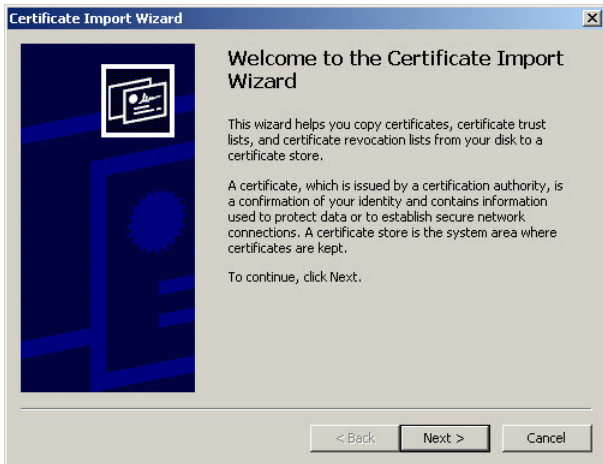 Certificate Import Wizard
Welcome to the Certificate Import
Wizard
This wizard helps you copy certificates, certificate trust
lists, and certificate revocation lists from your disk to a
certificate store.
A certificate, which is issued by a certification authority, is
a confirmation of your identity and contains information
used to protect data or to establish secure network
connections. A certificate store is the system area where
certificates are kept.
To continue, click Next.
< Back Next > Cancel